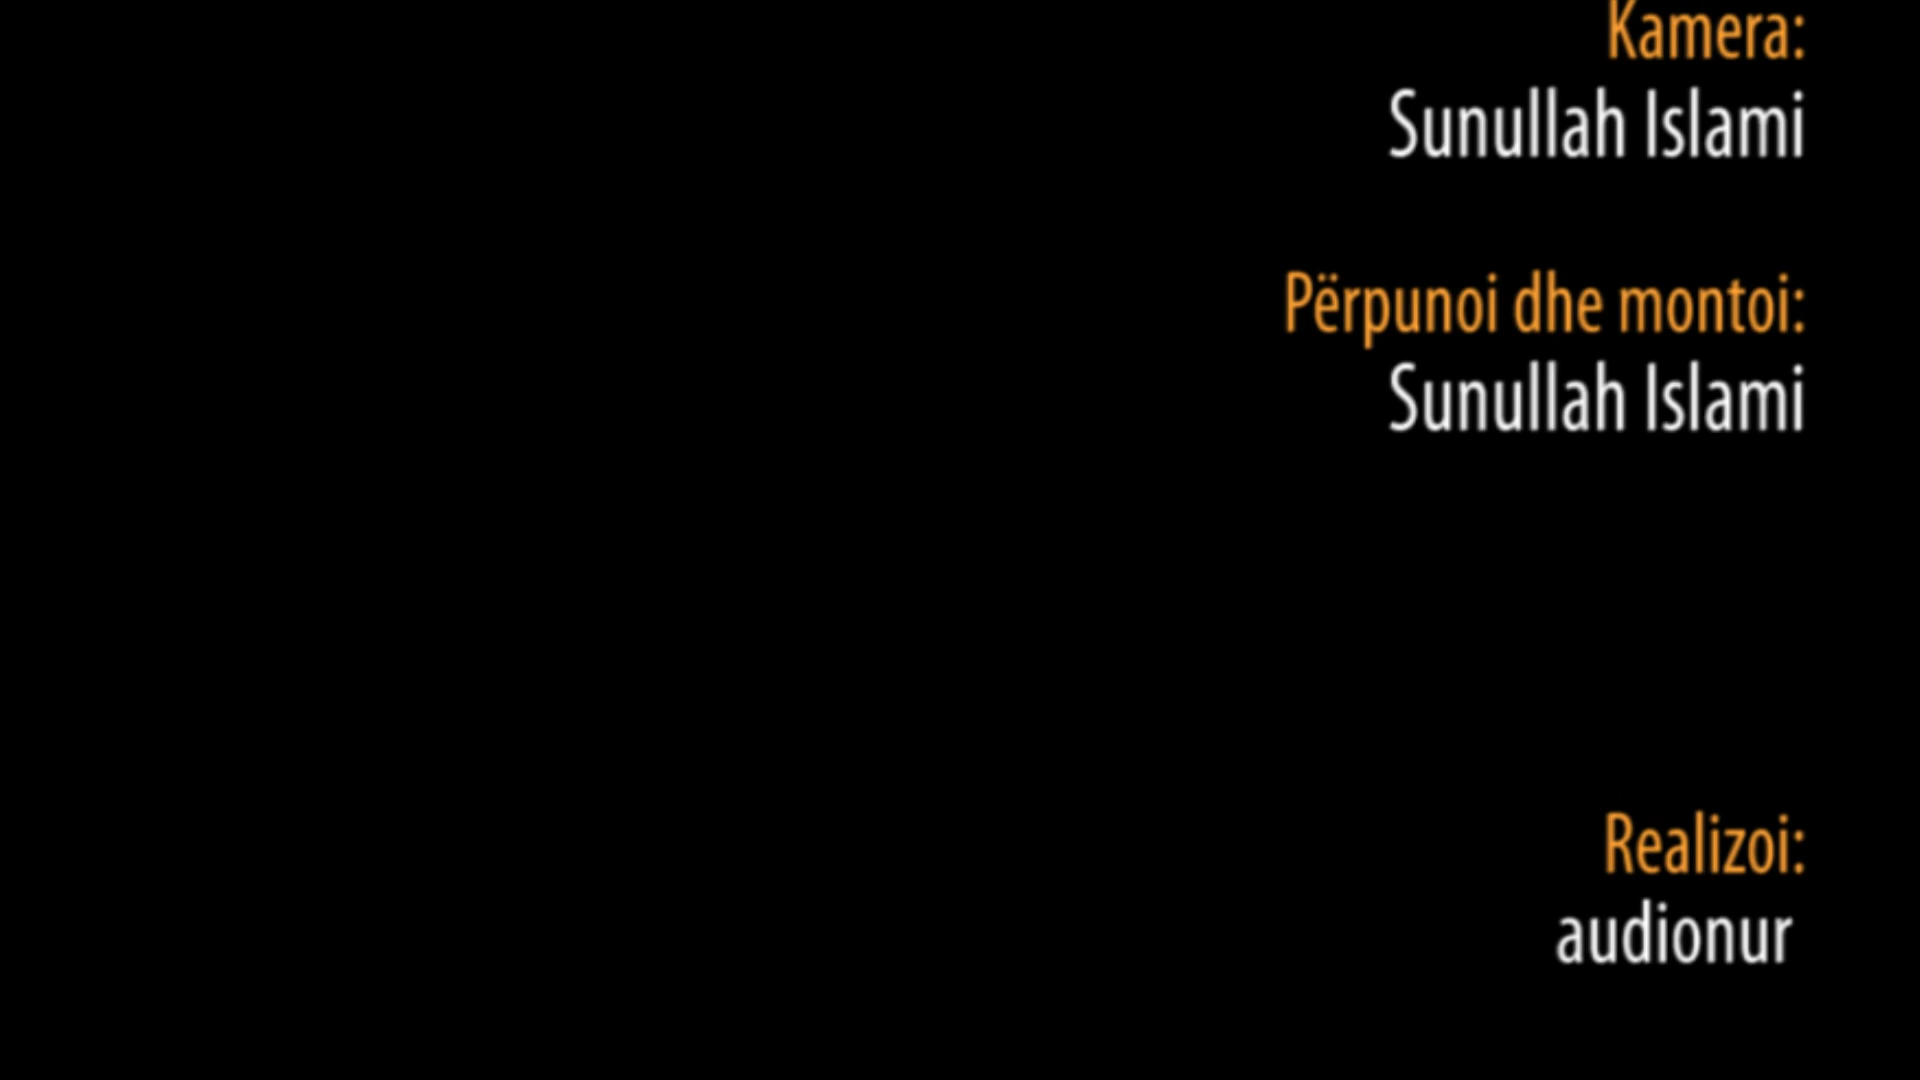 Kamera:
Sunullah Islami
Përpunoi dhe montoi:
Sunullah Islami
Realizoi:
audionur